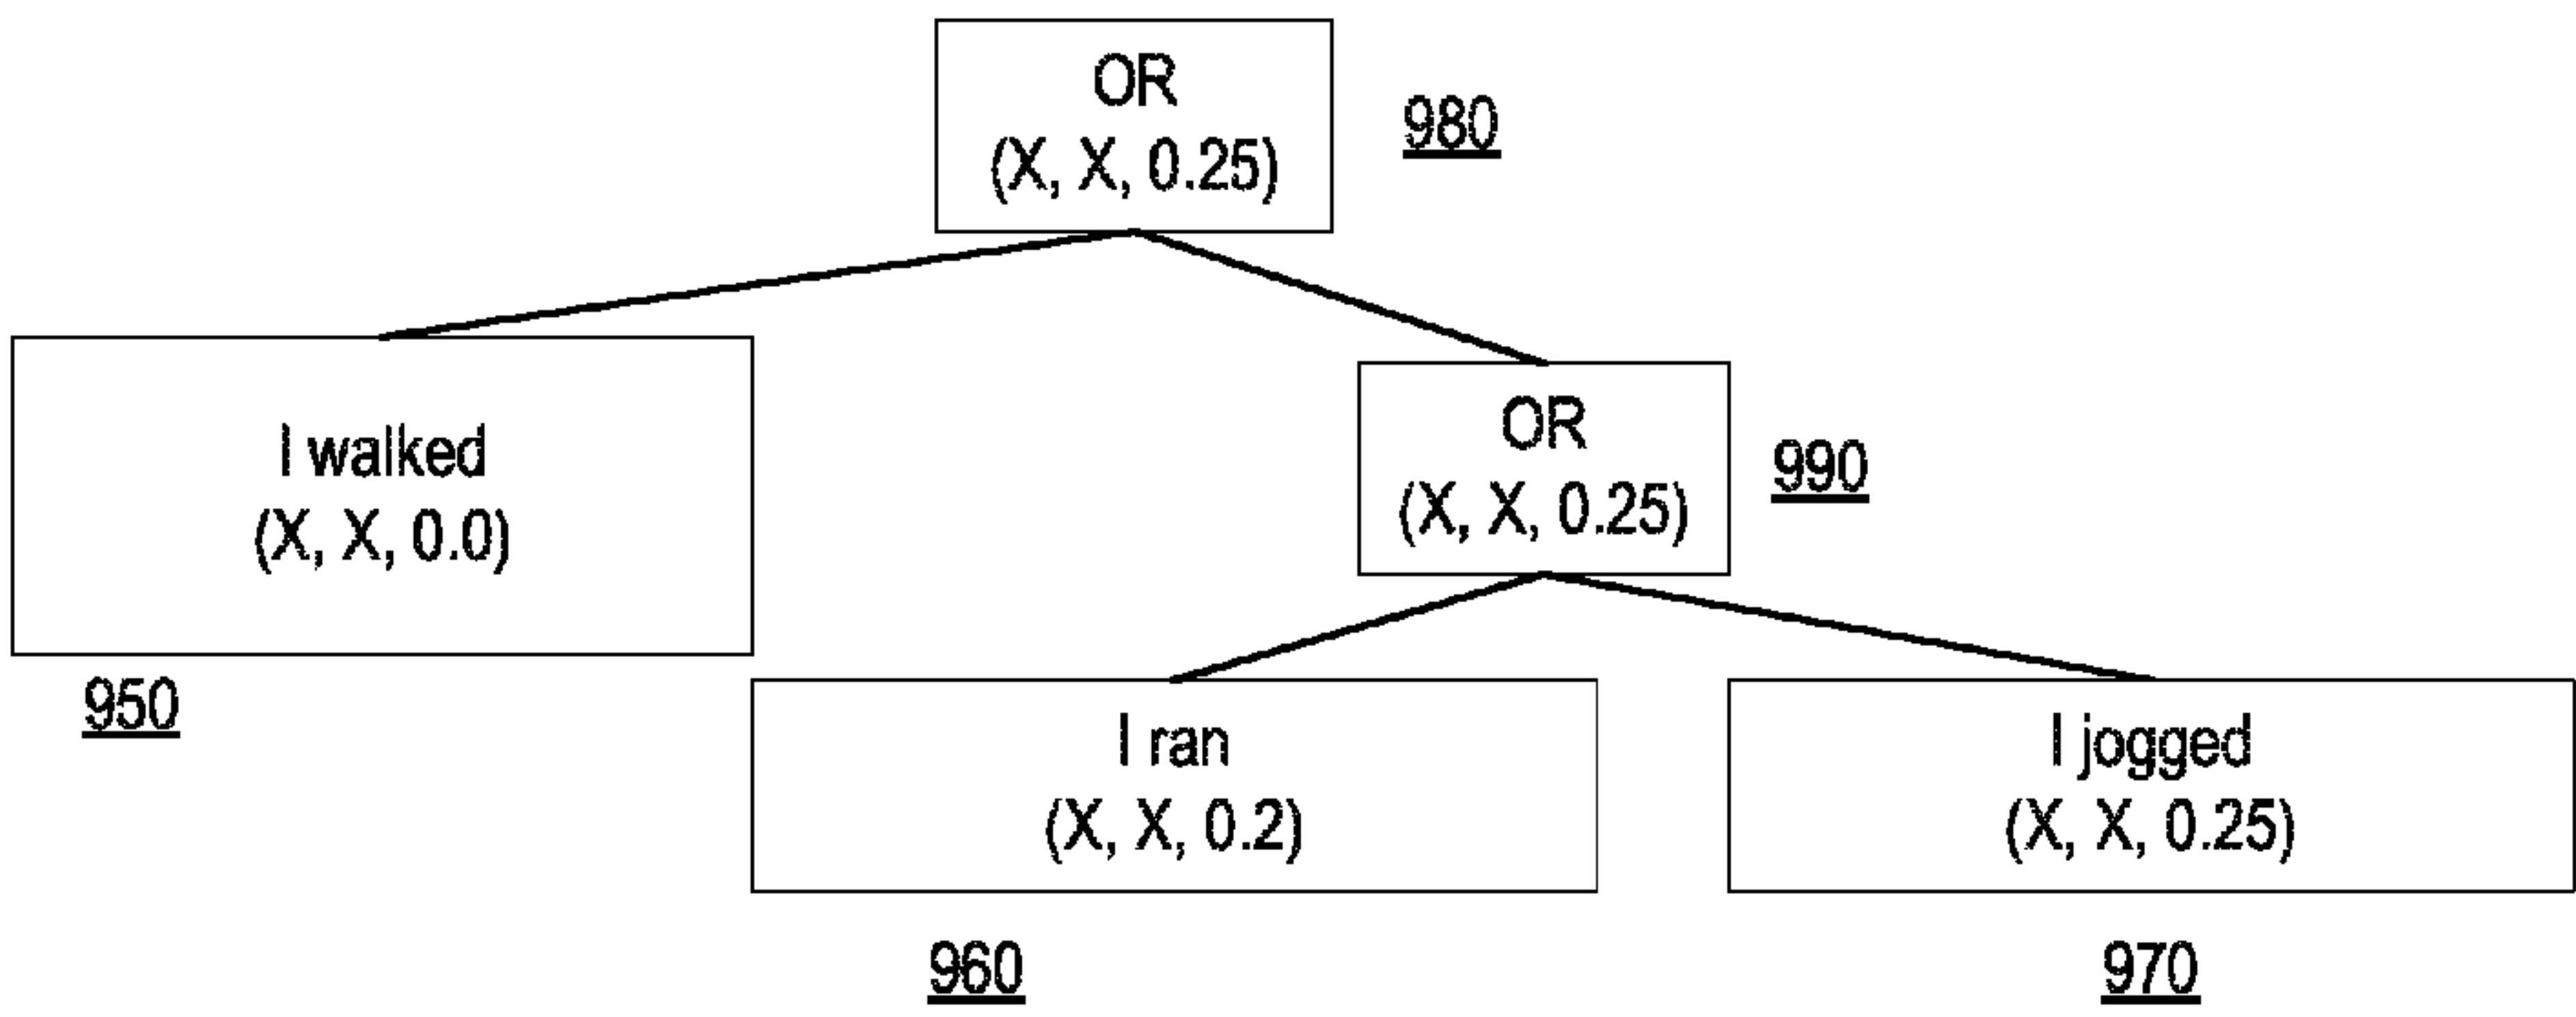 OR
(X, X, 0.25)
980
I walked
(X, X, 0.0)
950
OR
(X, X, 0.25)
990
I ran
(X, X, 0.2)
960
I jogged
(X, X, 0.25)
970